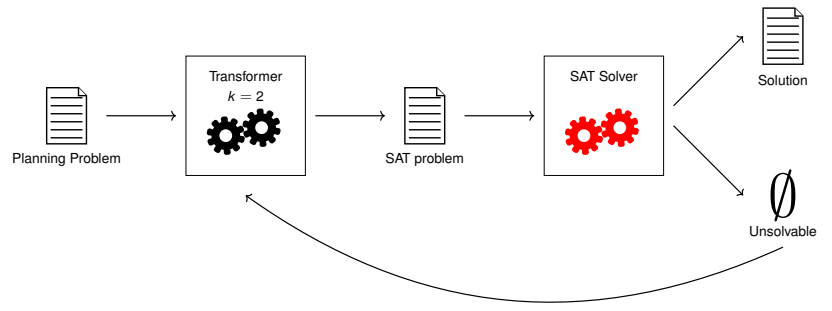 Planning Problem
Transformer
k = 2
SAT problem
SAT Solver
Solution
∅
Unsolvable